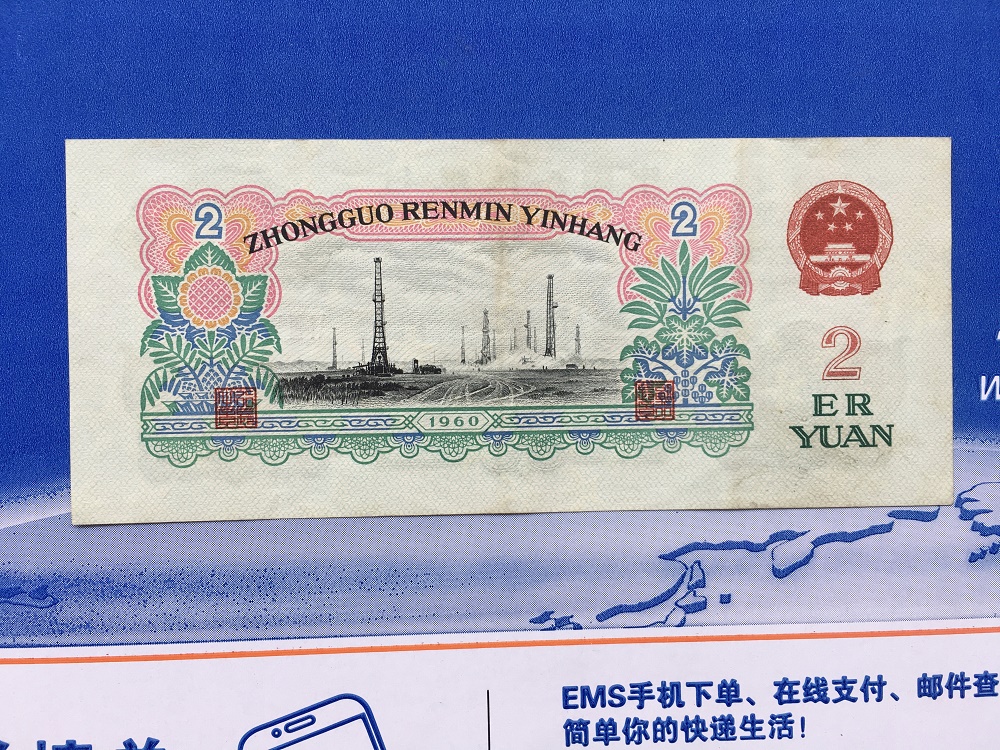 2
ZHONGGUO RENMIN YINHANG
2
2
ER
YUAN
1960
EMS手机下单、在线支付、邮件查
简单你的快递生活!